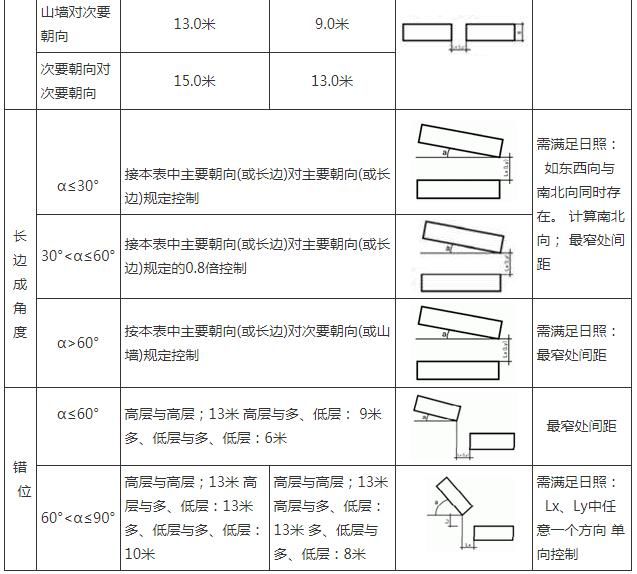 山墙对次要
朝向
13.0米
9.0米
次要朝向对
次要朝向
15.0米
13.0米
长
边
成
角
度
α≤30°
接本表中主要朝向(或长边)对主要朝向(或长
边)规定控制
需满足日照：
如东西向与
南北向同时存
在。 计算南北
向； 最窄处间
距
30°<α≤60°
接本表中主要朝向(或长边)对主要朝向(或长
边)规定的0.8倍控制
α>60°
按本表中主要朝向(或长边)对次要朝向(或山
墙)规定控制
需满足日照：
最窄处间距
错
位
α≤60°
高层与高层；13米 高层与多、低层： 9米
多、低层与多、低层：6米
最窄处间距
60°<α≤90°
高层与高层；13米 高
层与多、低层：13米
多、低层与多、低层：
10米
高层与高层；13米
高层与多、低层：
13米 多、低层与
多、低层：8米
需满足日照：
Lx、Ly中任
意一个方向 单
向控制